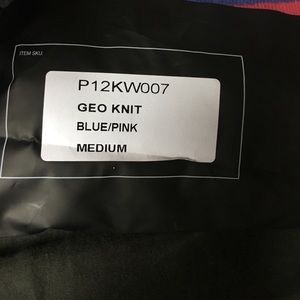 ITEM SKU:
P12KW007
GEO KNIT
BLUE/PINK
MEDIUM